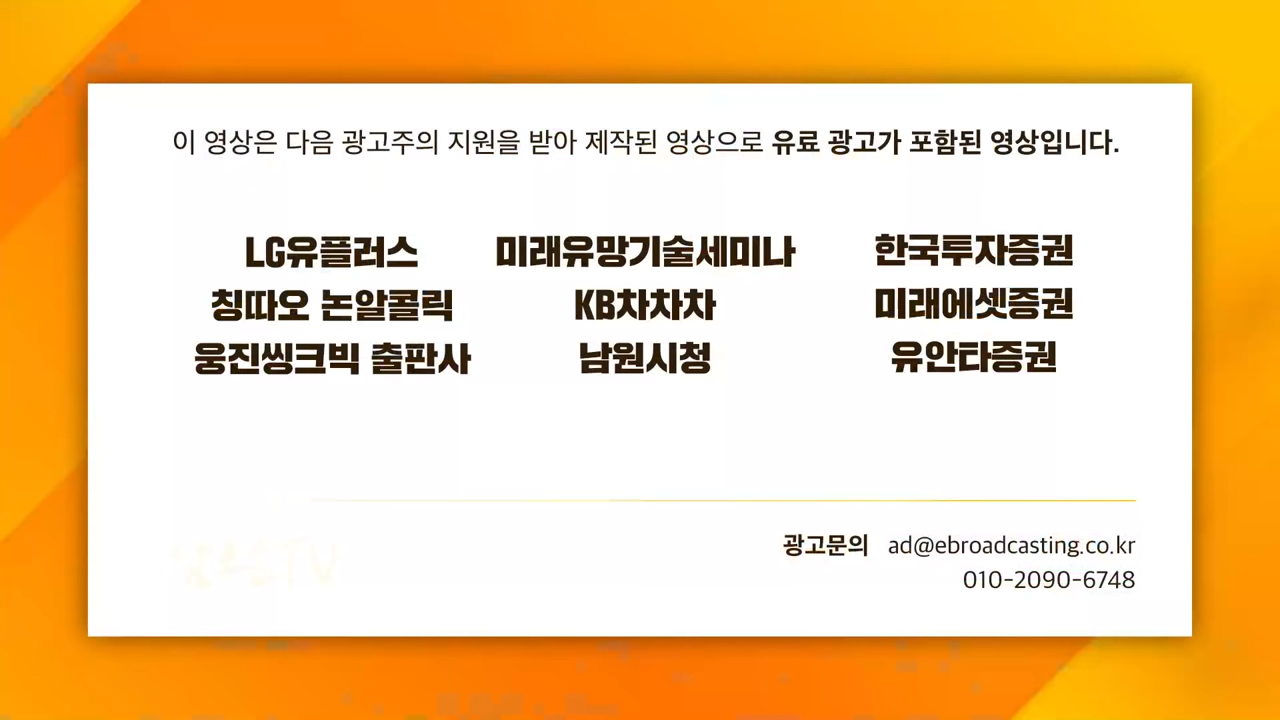 이 영상은 다음 광고주의 지원을 받아 제작된 영상으로 유료 광고가 포함된 영상입니다.
LG유플러스 미래유망기술세미나 한국투자증권
칭따오 논알콜릭 KB차차차 미래에셋증권
웅진씽크빅 출판사 남원시청 유안타증권
광고문의 ad@ebroadcasting.co.kr
010-2090-6748